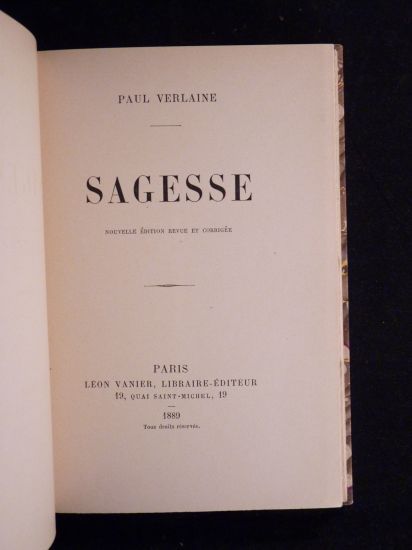 PAUL VERLAINE
SAGESSE
NOUVELLE ÉDITION REVUE ET CORRIGÉE
PARIS
LÉON VANIER, LIBRAIRE-ÉDITEUR
19, QUAI SAINT-MICHEL, 19
1889
Tous droits réservés.